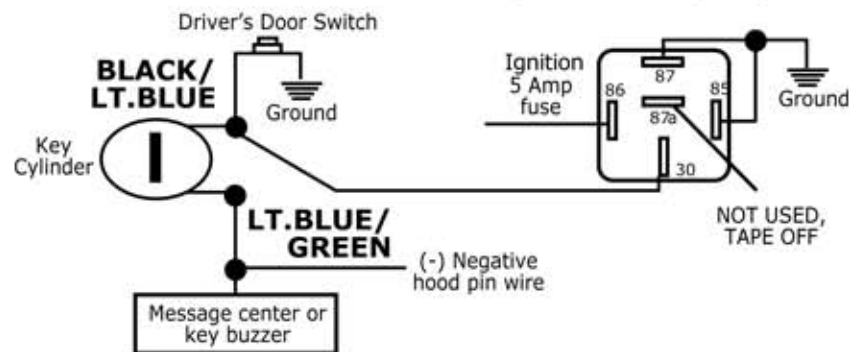 Driver's Door Switch
BLACK/
LT.BLUE
Ground
Key
Cylinder
LT.BLUE/
GREEN
(-) Negative
hood pin wire
Message center or
key buzzer
Ignition
5 Amp
fuse
87
86
85
87a
30
Ground
NOT USED,
TAPE OFF